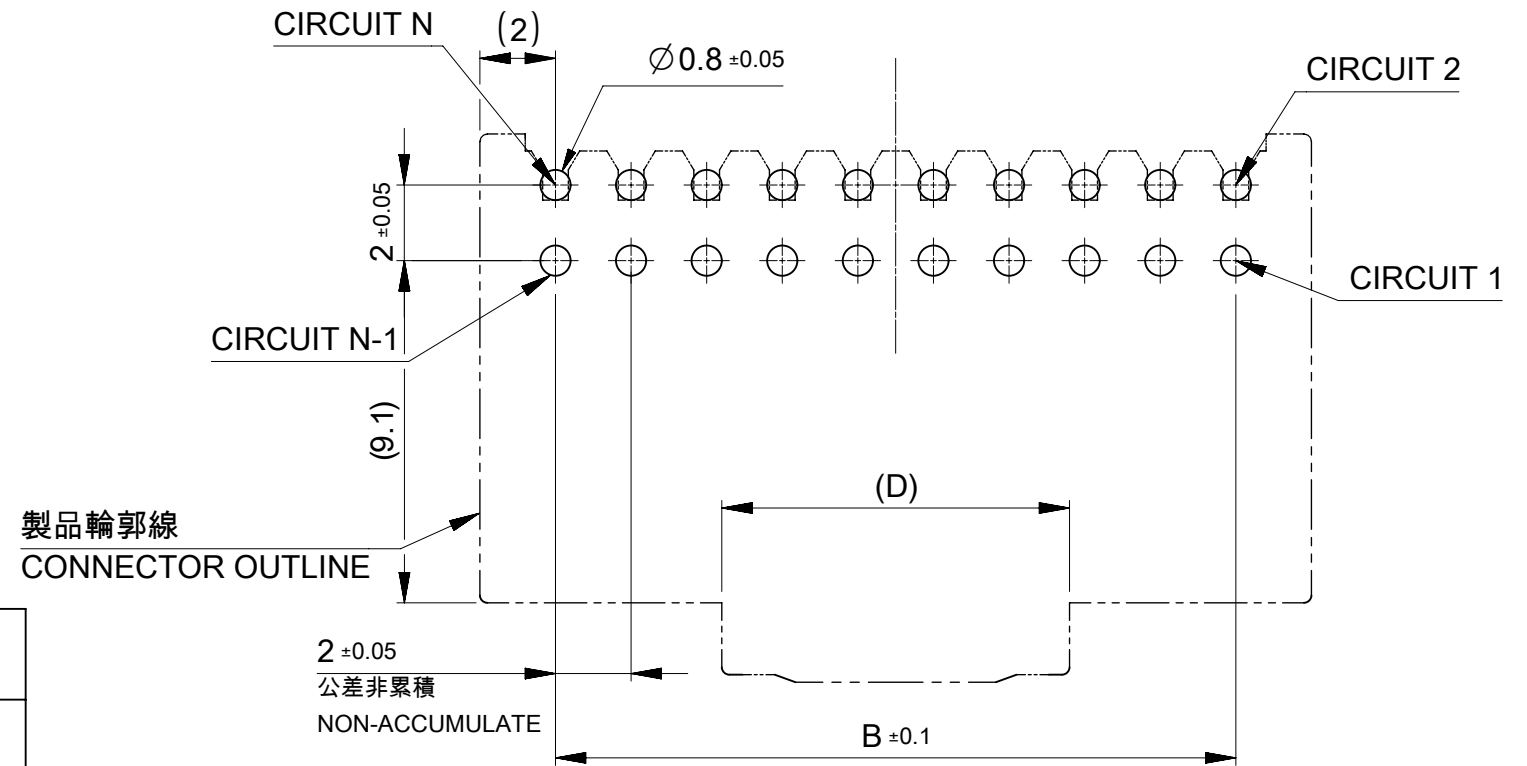 CIRCUIT N
(2)
∅0.8 ±0.05
CIRCUIT 2
2 ±0.05
CIRCUIT 1
CIRCUIT N-1
(9.1)
(D)
製品輪郭線
CONNECTOR OUTLINE
2 ±0.05
公差非累積
NON-ACCUMULATE
B ±0.1